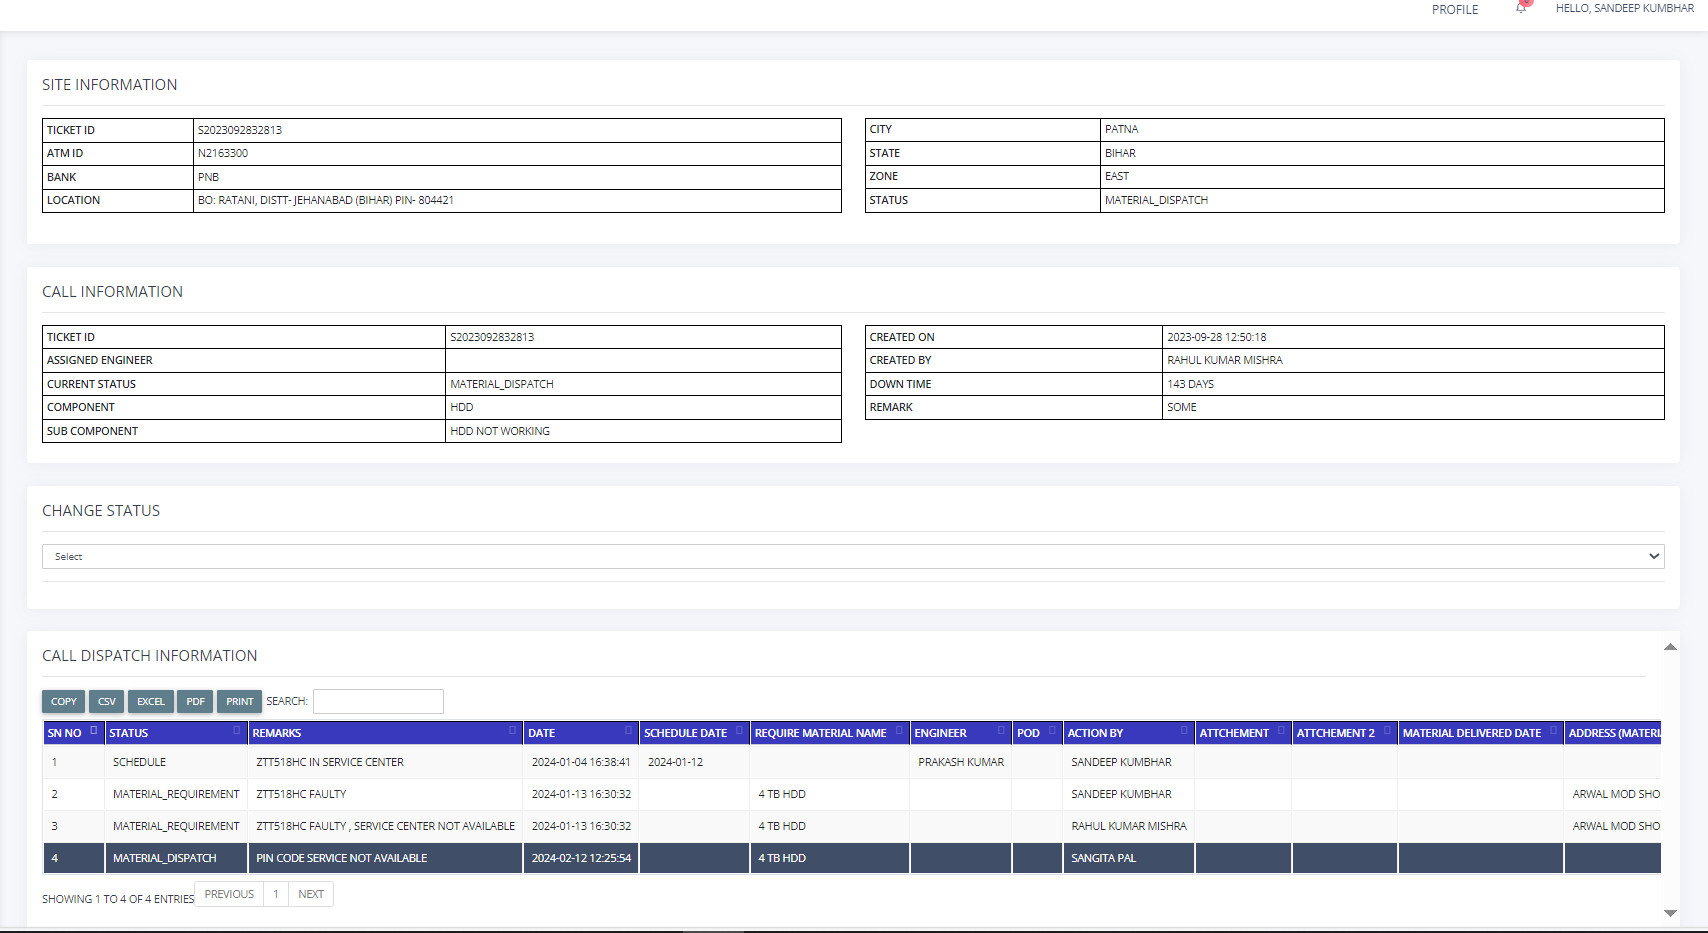 PROFILE HELLO, SANDEEP KUMBHAR
SITE INFORMATION
TICKET ID S2023092832813
ATM ID N2163300
BANK PNB
LOCATION BO: RATANI, DISTT- JEHANABAD (BIHAR) PIN- 804421
CITY PATNA
STATE BIHAR
ZONE EAST
STATUS MATERIAL_DISPATCH
CALL INFORMATION
TICKET ID S2023092832813
ASSIGNED ENGINEER
CURRENT STATUS MATERIAL_DISPATCH
COMPONENT HDD
SUB COMPONENT HDD NOT WORKING
CREATED ON 2023-09-28 12:50:18
CREATED BY RAHUL KUMAR MISHRA
DOWN TIME 143 DAYS
REMARK SOME
CHANGE STATUS
Select
CALL DISPATCH INFORMATION
COPY CSV EXCEL PDF PRINT SEARCH:
SN NO STATUS REMARKS DATE SCHEDULE DATE REQUIRE MATERIAL NAME ENGINEER POD ACTION BY ATTCHEMENT ATTCHEMENT 2 MATERIAL DELIVERED DATE ADDRESS (MATERI
1 SCHEDULE ZTT518HC IN SERVICE CENTER 2024-01-04 16:38:41 2024-01-12 PRAKASH KUMAR SANDEEP KUMBHAR
2 MATERIAL_REQUIREMENT ZTT518HC FAULTY 2024-01-13 16:30:32 4 TB HDD SANDEEP KUMBHAR ARWAL MOD SHO
3 MATERIAL_REQUIREMENT ZTT518HC FAULTY , SERVICE CENTER NOT AVAILABLE 2024-01-13 16:30:32 4 TB HDD RAHUL KUMAR MISHRA ARWAL MOD SHO
4 MATERIAL_DISPATCH PIN CODE SERVICE NOT AVAILABLE 2024-02-12 12:25:54 4 TB HDD SANGITA PAL
SHOWING 1 TO 4 OF 4 ENTRIES PREVIOUS 1 NEXT